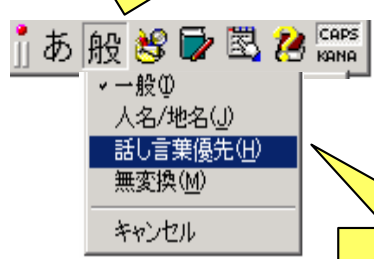 あ 般 CAPS
KANA
✓一般(I)
人名/地名(J)
話し言葉優先(H)
無変換(M)
キャンセル